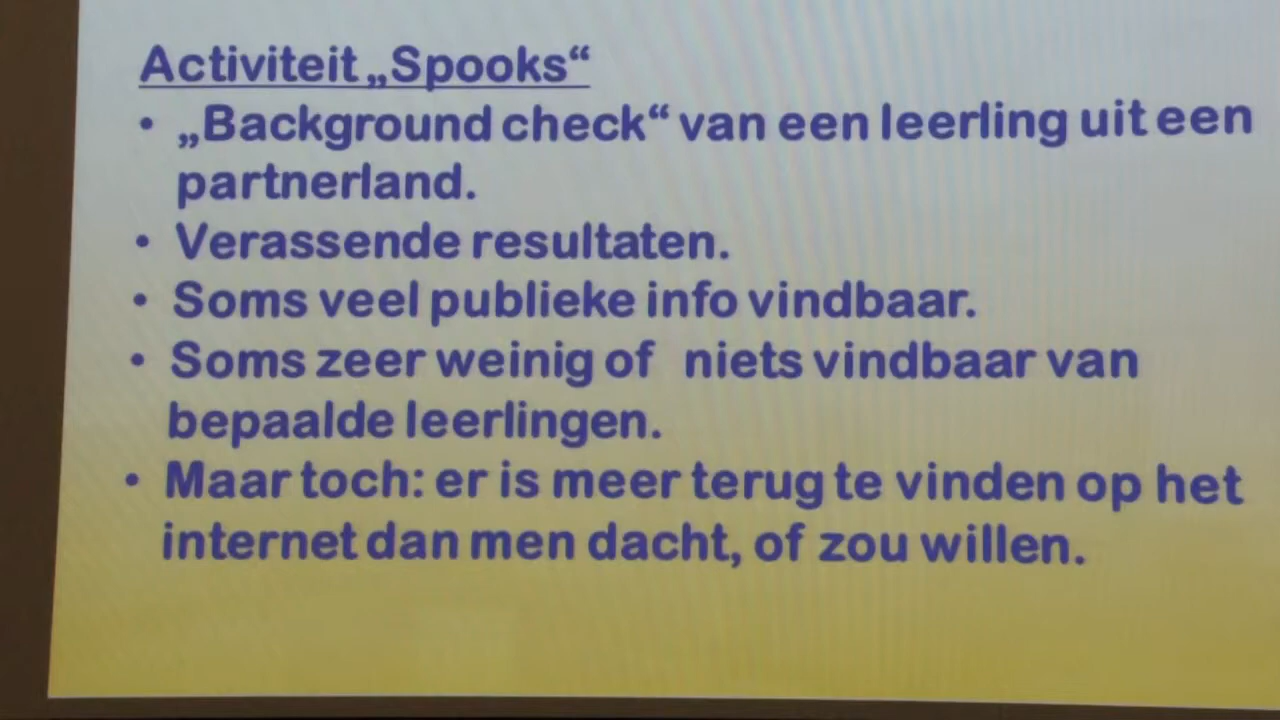 Activiteit „Spooks“
• „Background check“ van een leerling uit een
partnerland.
• Verassende resultaten.
• Soms veel publieke info vindbaar.
• Soms zeer weinig of niets vindbaar van
bepaalde leerlingen.
• Maar toch: er is meer terug te vinden op het
internet dan men dacht, of zou willen.